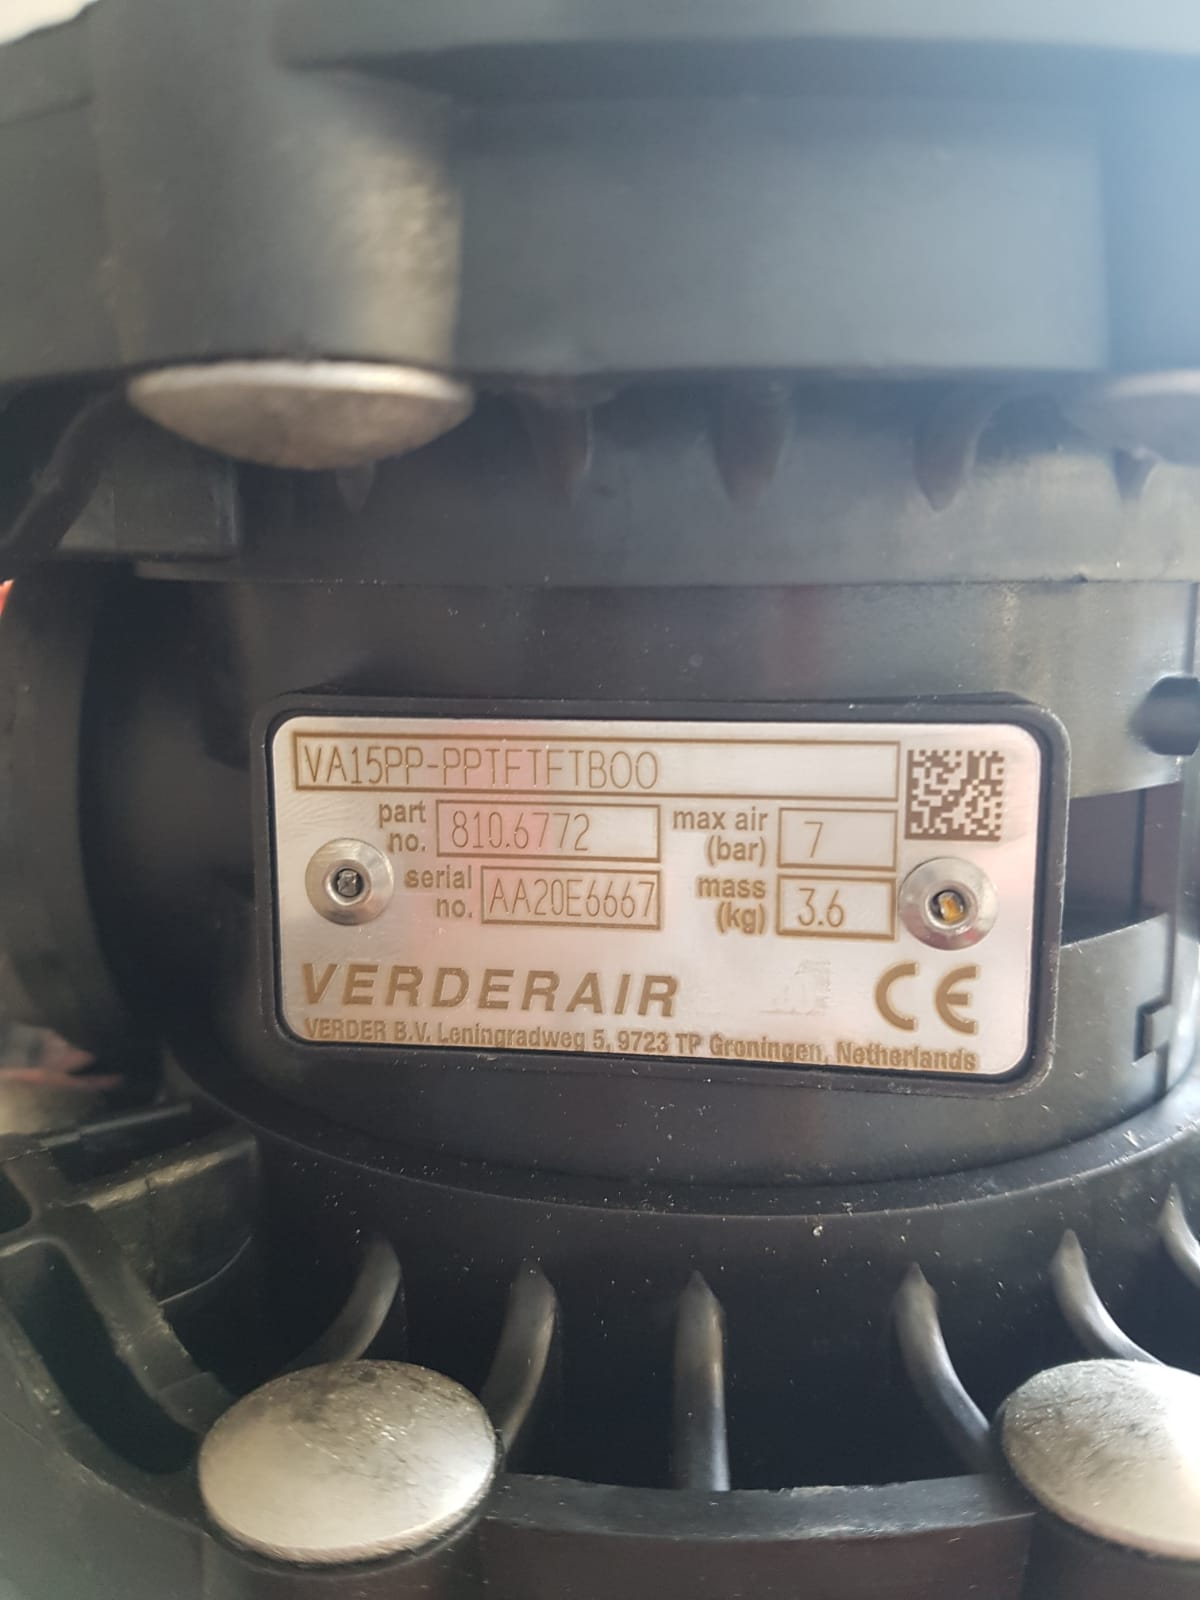 VA15PP-PPTFTFTB00
part no. 810.6772
max air (bar) 7
serial no. AA20E6667
mass (kg) 3.6
VERDERAIR
CE
VERDER B.V. Leningradweg 5, 9723 TP Groningen, Netherlands